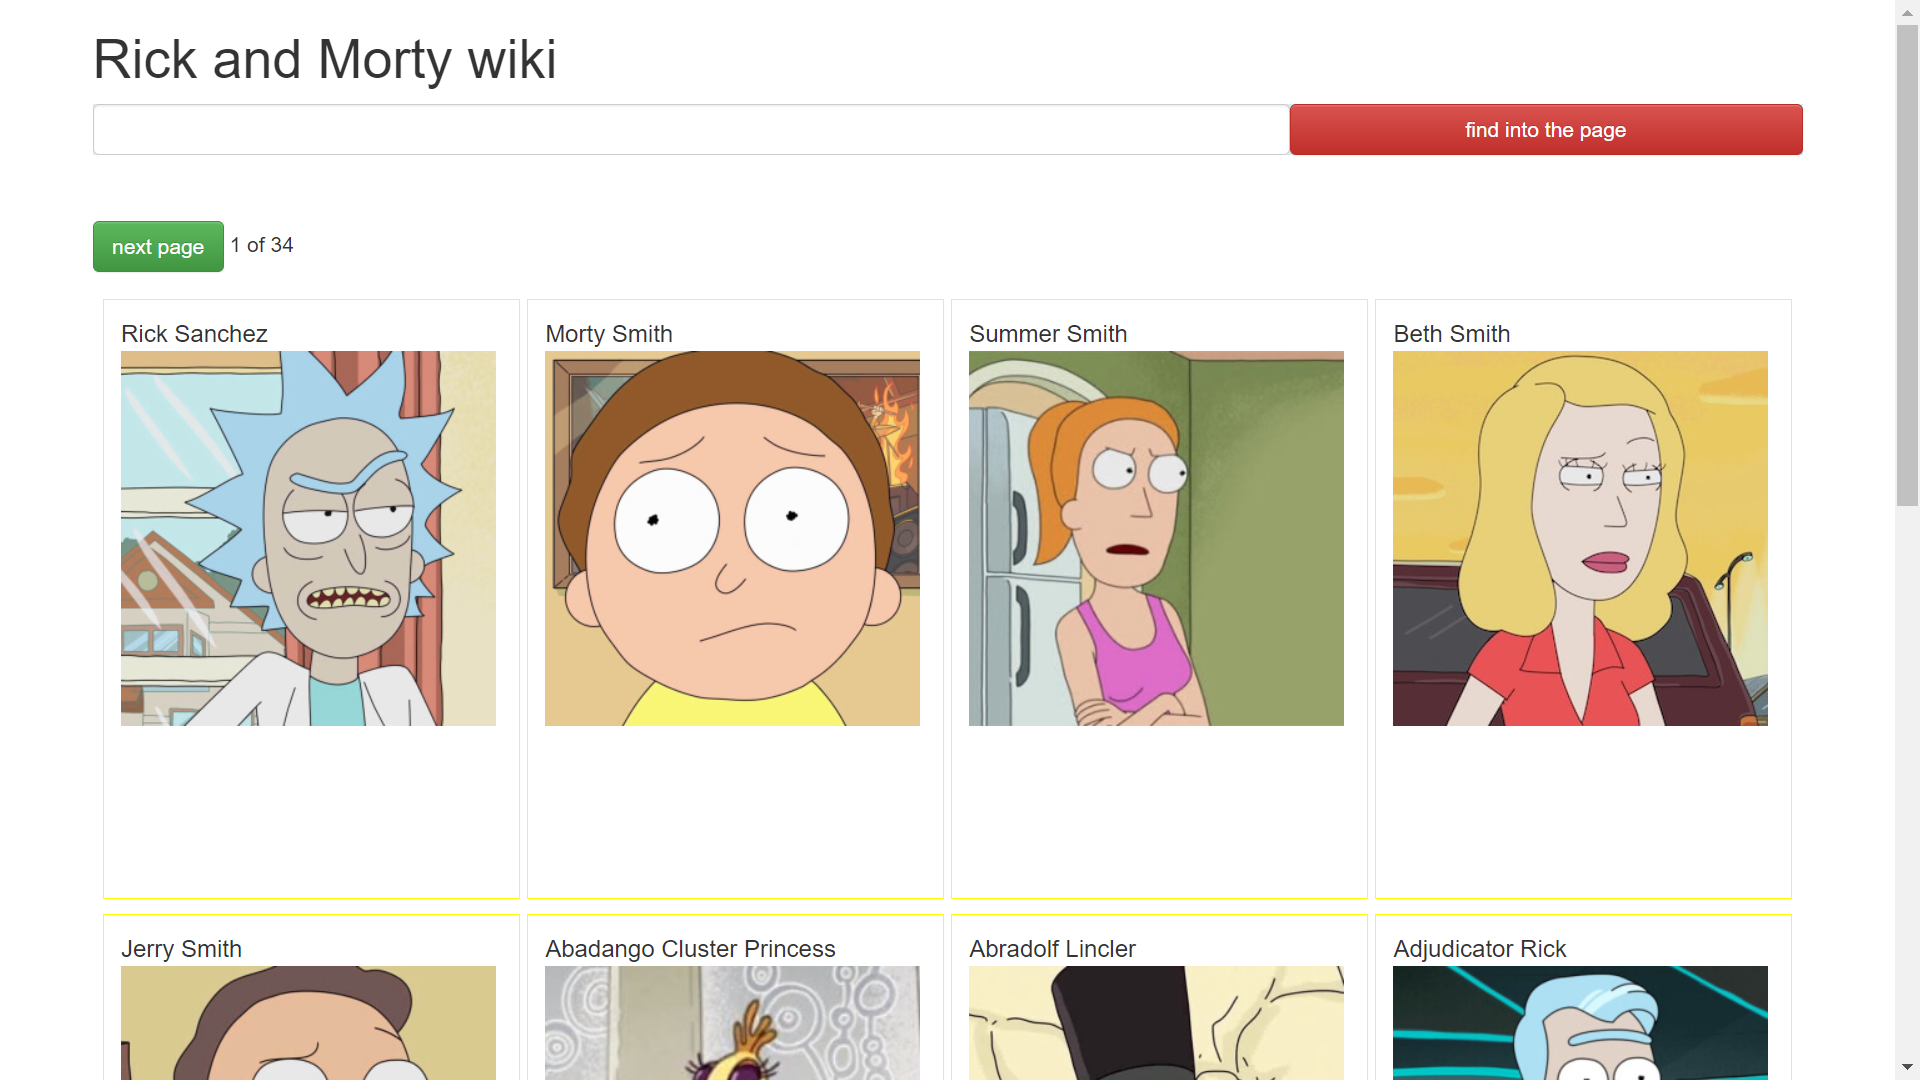 Rick and Morty wiki
find into the page
next page 1 of 34
Rick Sanchez
Morty Smith
Summer Smith
Beth Smith
Jerry Smith
Abadango Cluster Princess
Abradolf Lincler
Adjudicator Rick